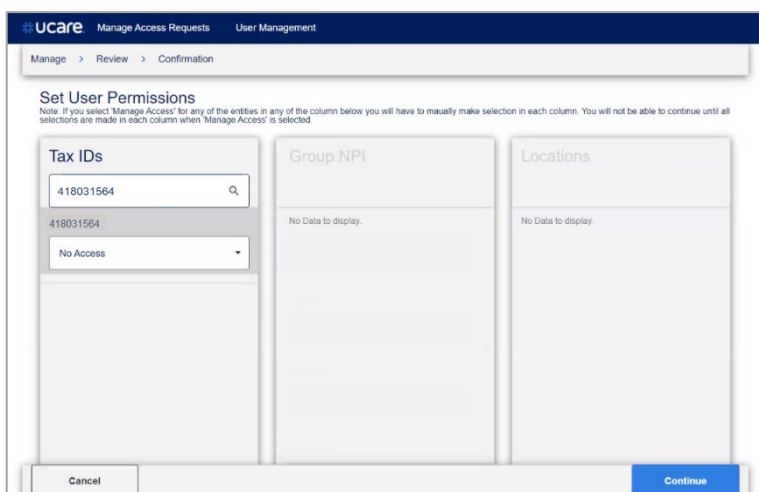 ucare. Manage Access Requests User Management
Manage > Review > Confirmation
Set User Permissions
Note: If you select 'Manage Access' for any of the entities in any of the column below you will have to maually make selection in each column. You will not be able to continue until all
selections are made in each column when 'Manage Access' is selected.
Tax IDs Group NPI Locations
418031564
418031564 No Data to display. No Data to display.
No Access
Cancel Continue